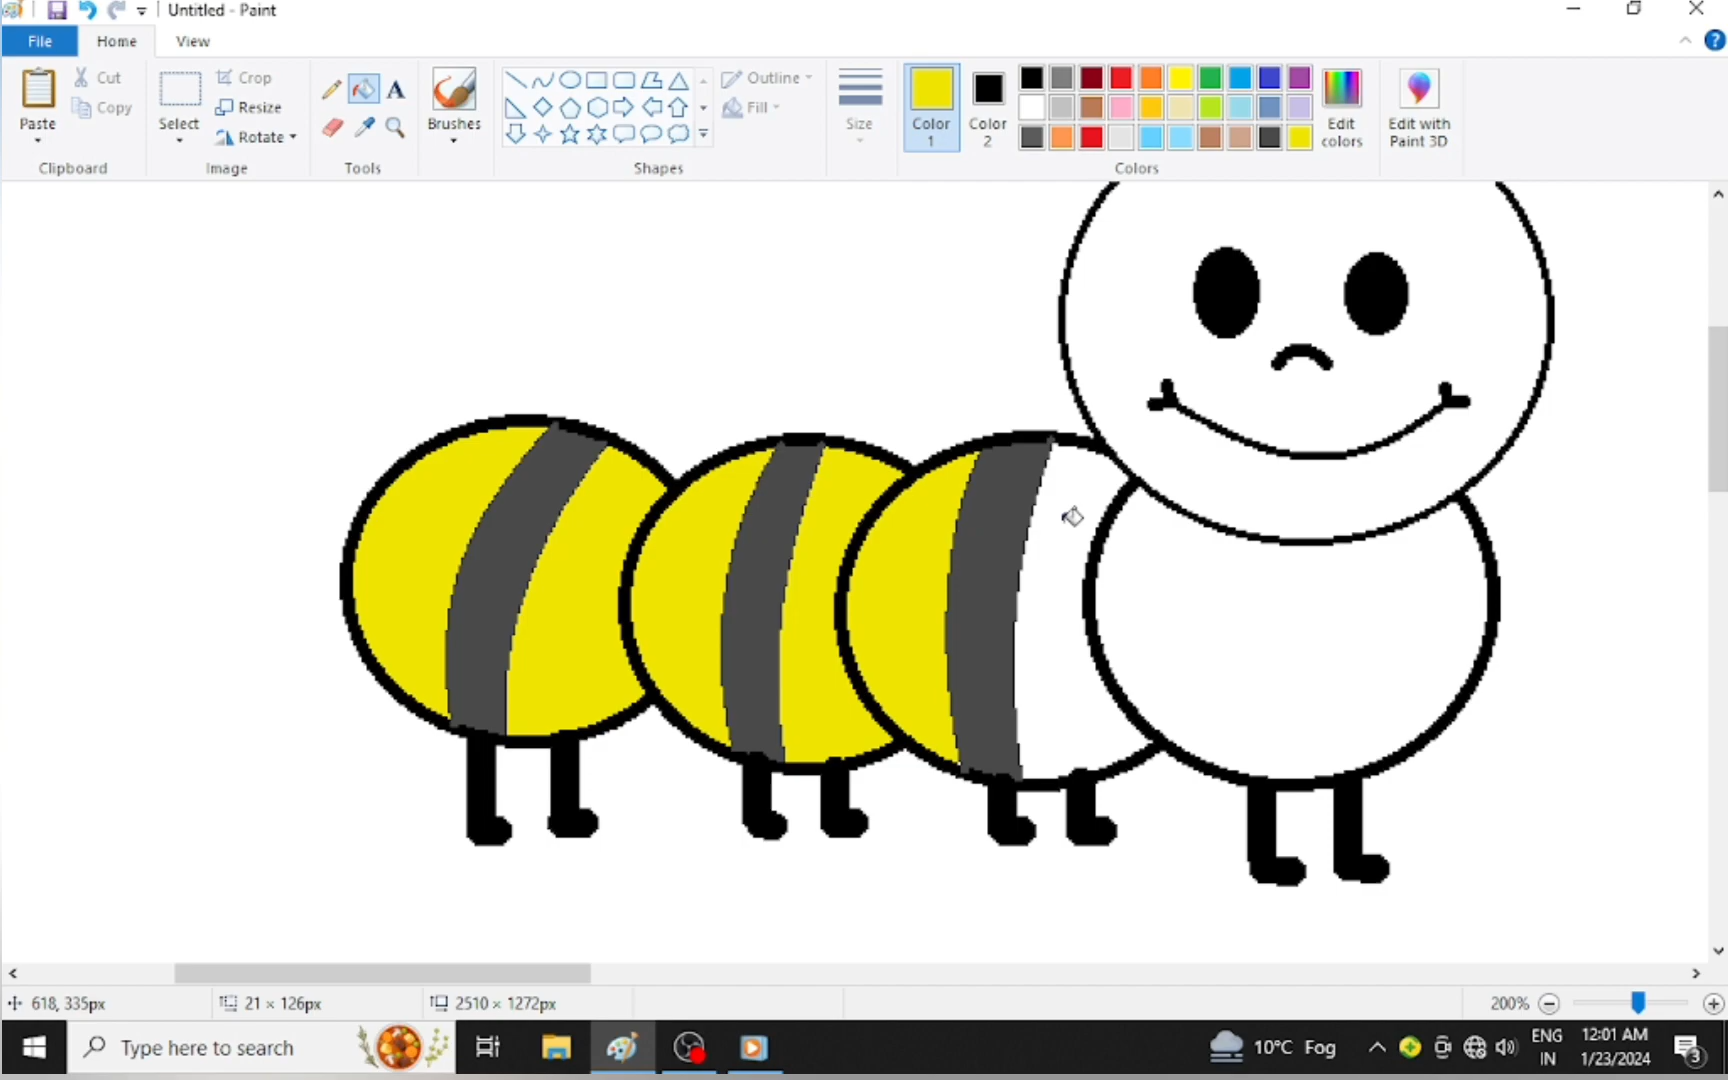 Untitled - Paint
File Home View
Paste
Cut
Copy
Clipboard
Select
Crop
Resize
Rotate
Image
A
Tools
Brushes
Outline
Fill
Shapes
Size
Color 1
Color 2
Edit colors
Colors
Edit with Paint 3D
618, 335px
21 × 126px
2510 × 1272px
200%
Type here to search
10°C Fog
ENG
IN
12:01 AM
1/23/2024
3